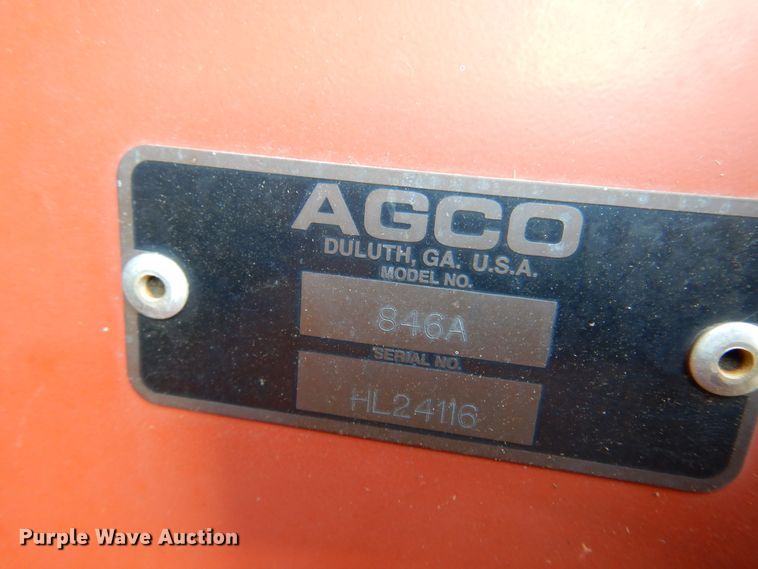 AGCO
DULUTH, GA. U.S.A.
MODEL NO.
846A
SERIAL NO.
HL24116
Purple Wave Auction